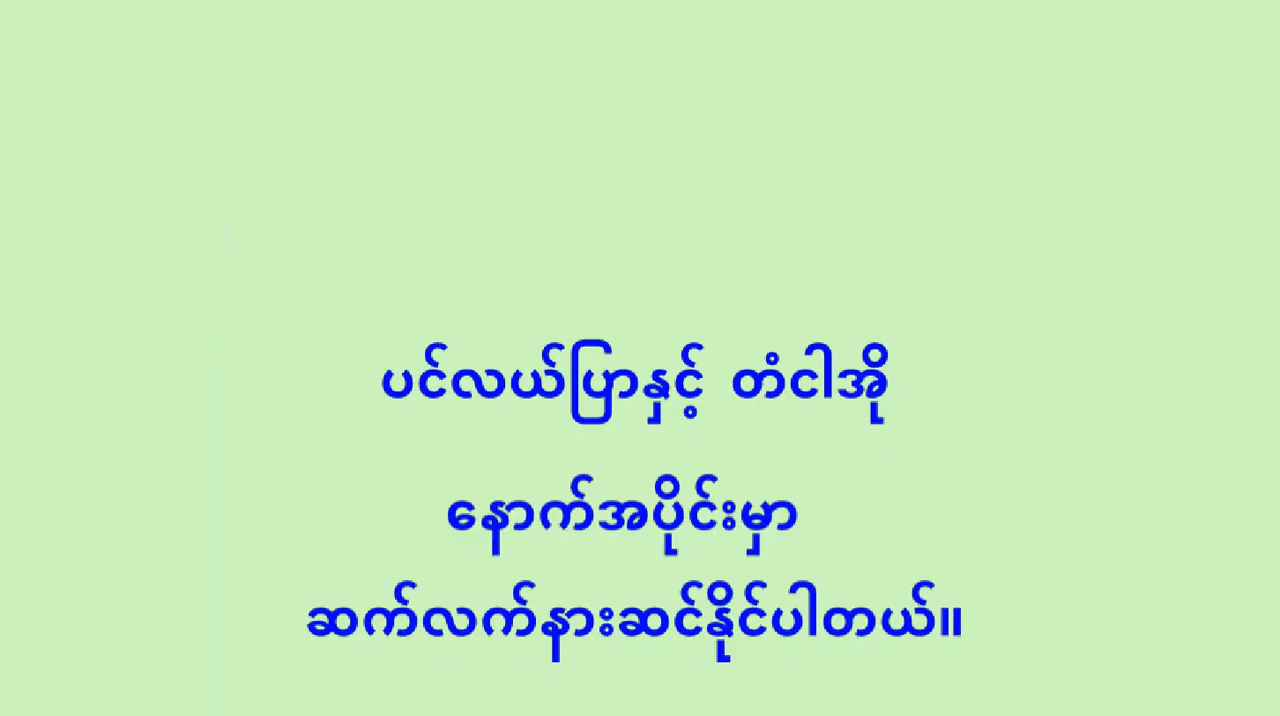 ပင်လယ်ပြာနှင့် တံငါအို
နောက်အပိုင်းမှာ
ဆက်လက်နားဆင်နိုင်ပါတယ်။